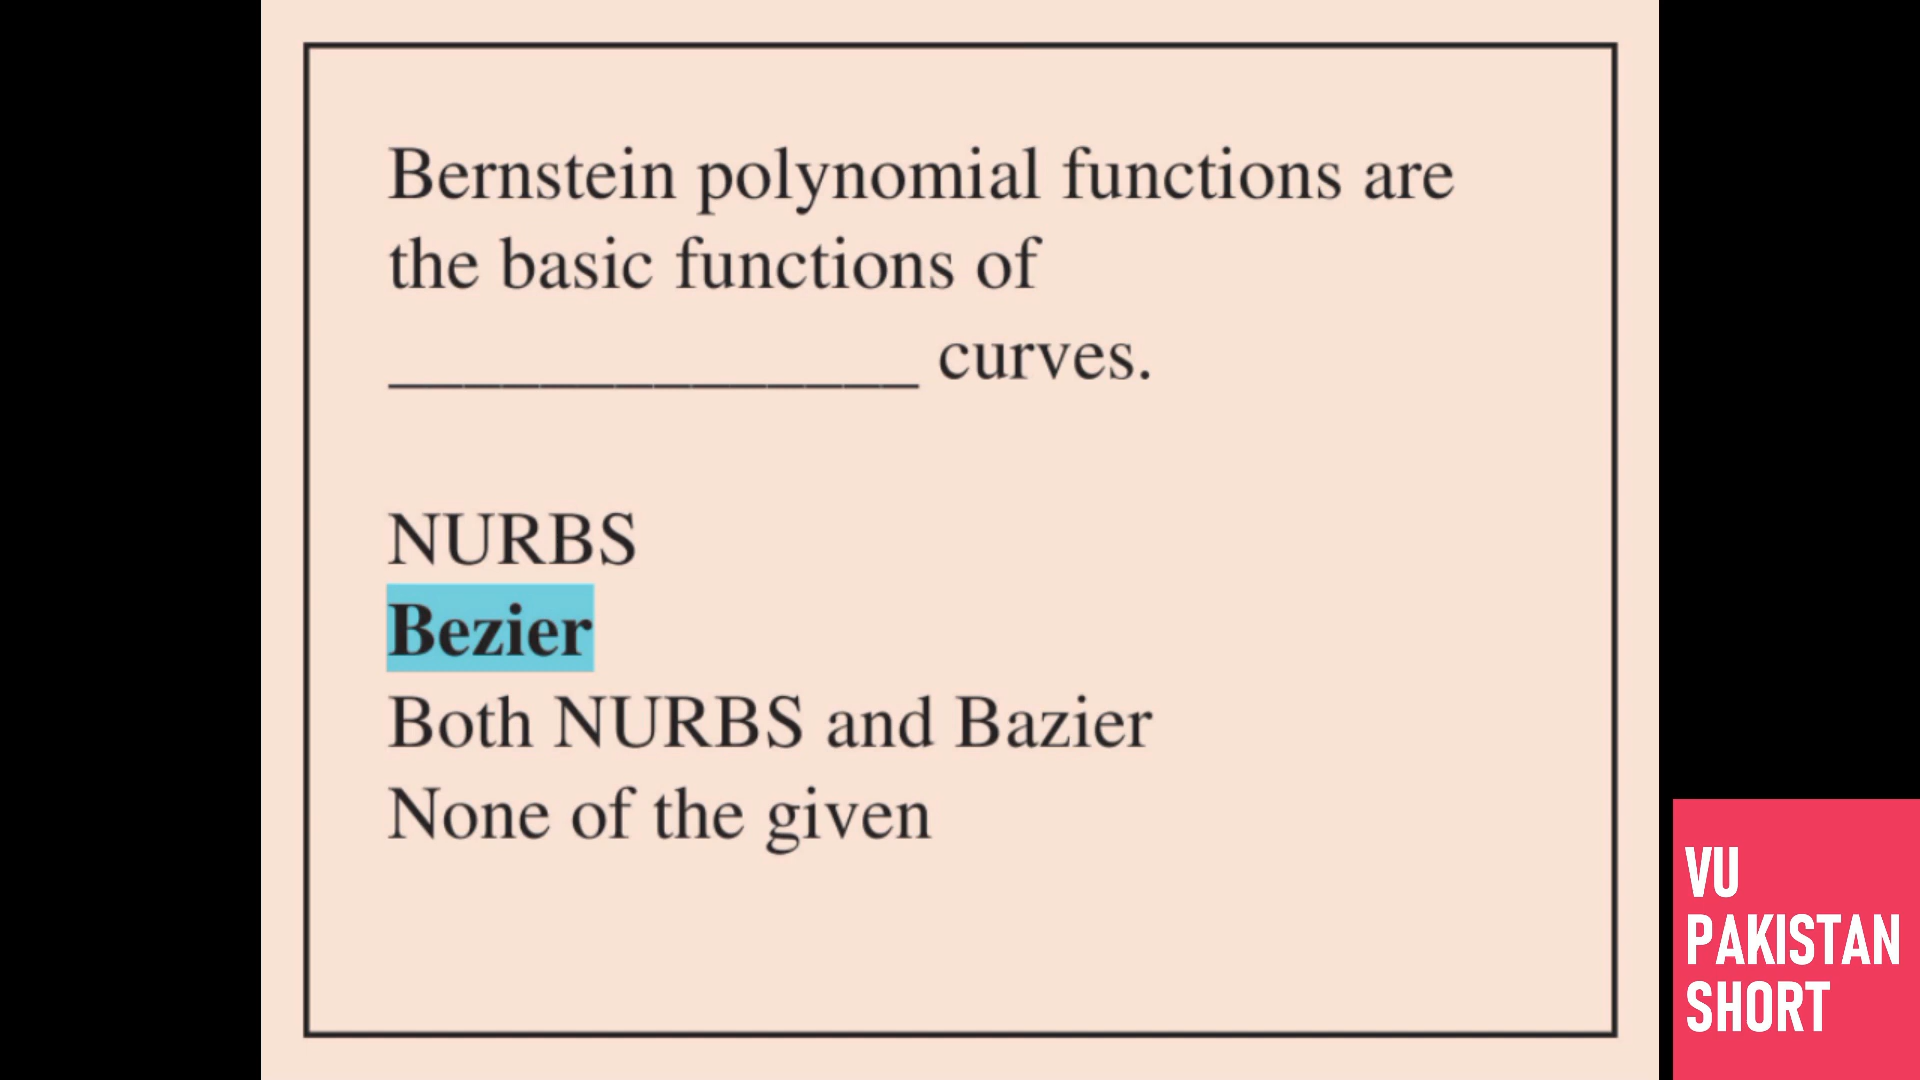 Bernstein polynomial functions are
the basic functions of
______________ curves.
NURBS
Bezier
Both NURBS and Bazier
None of the given
VU
PAKISTAN
SHORT